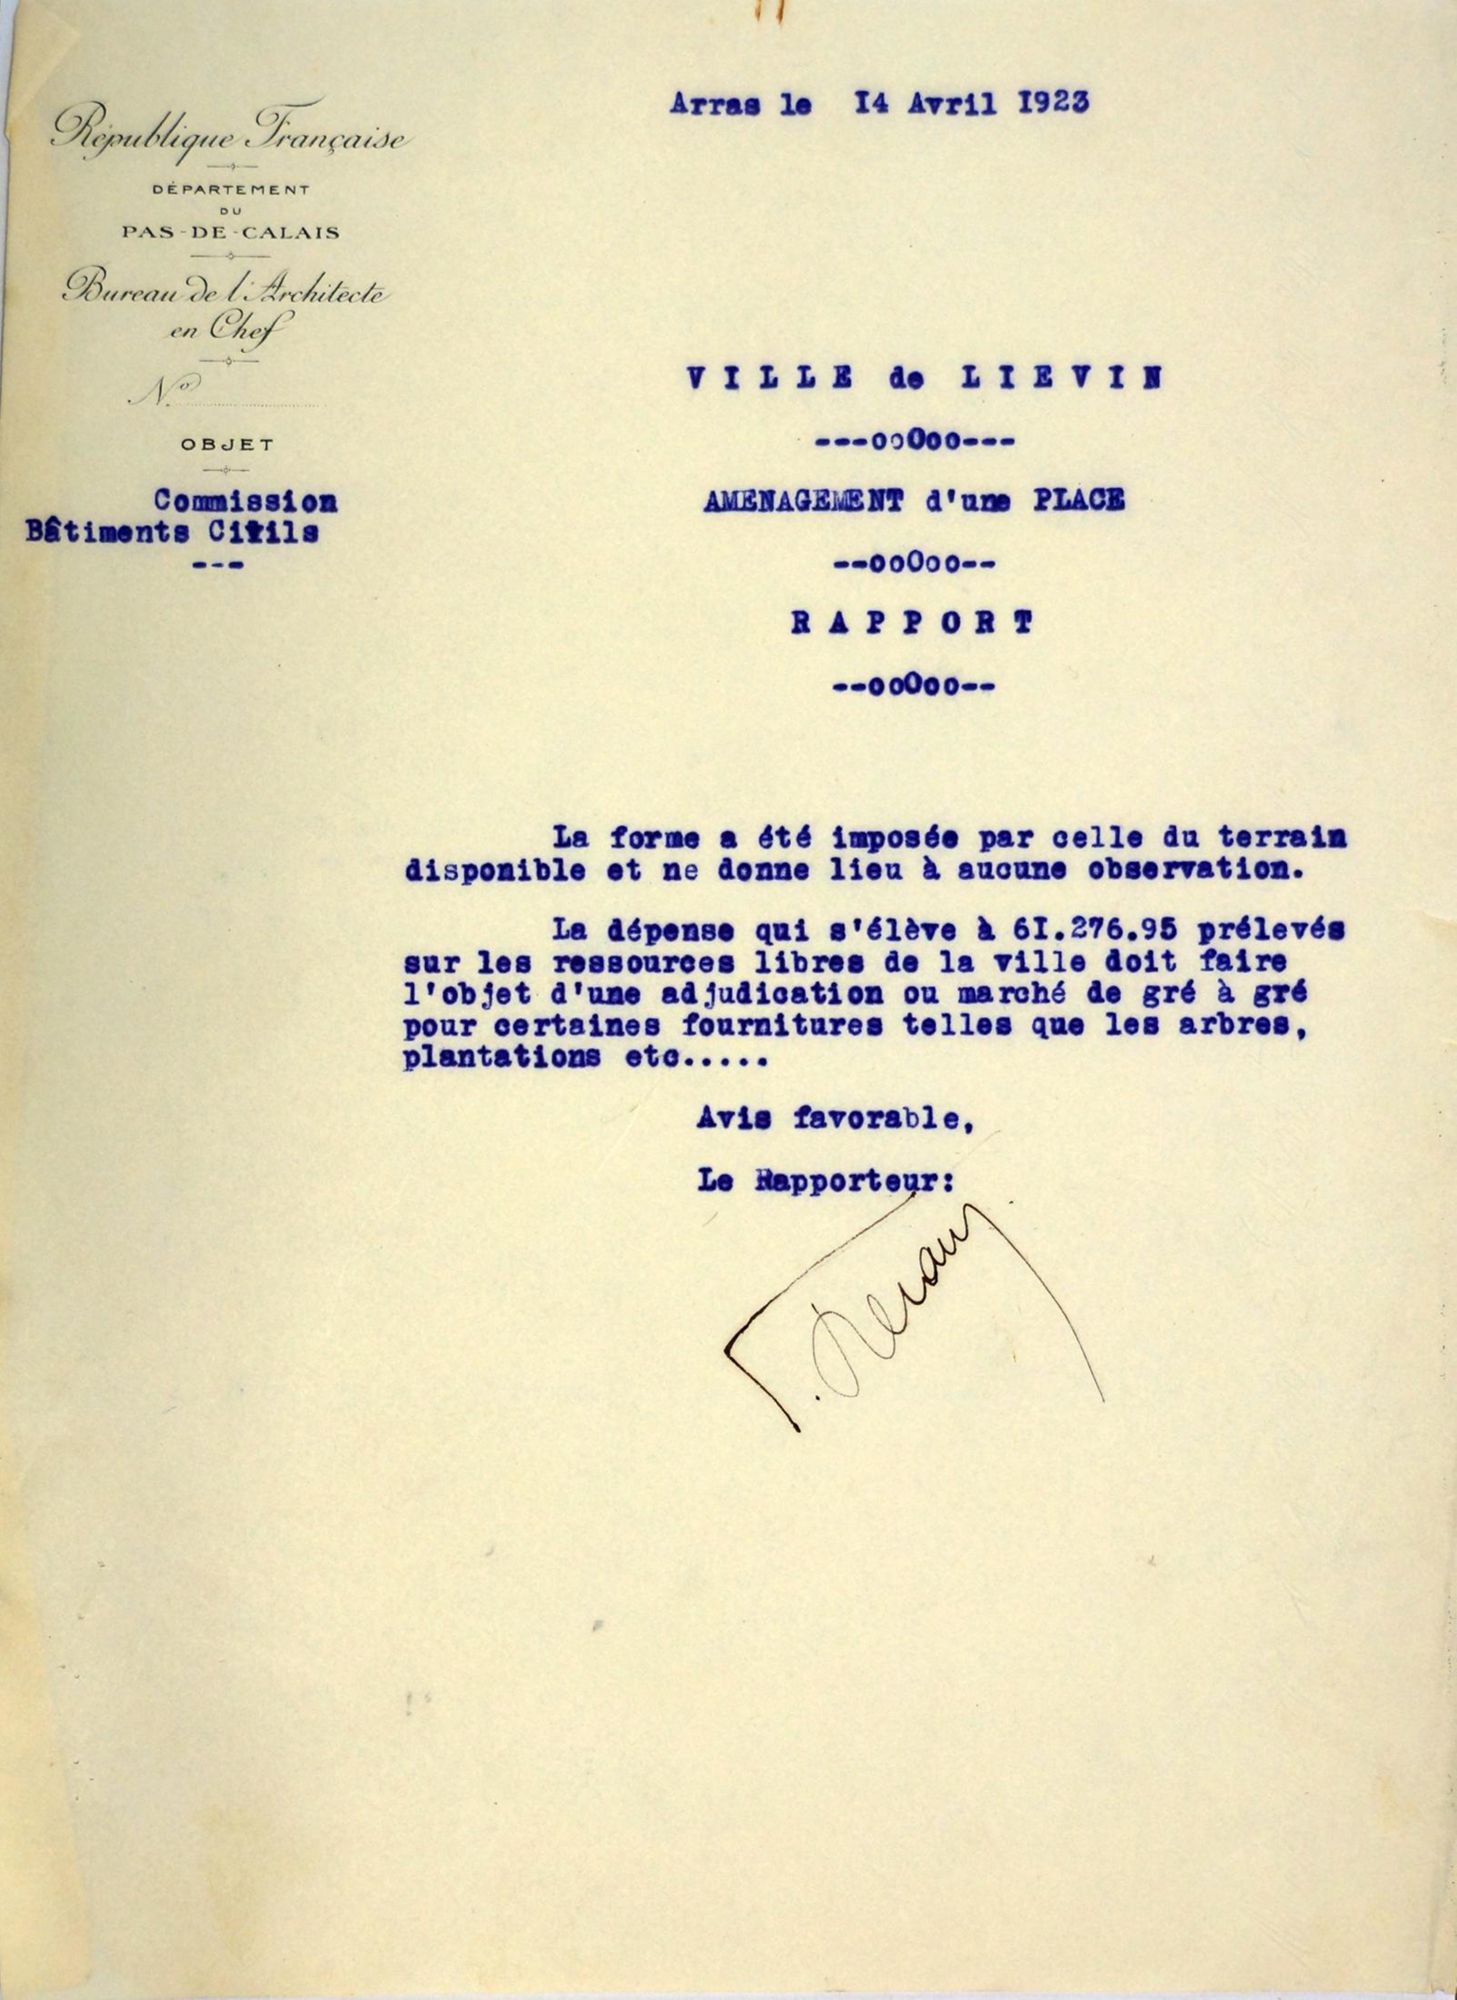 Arras le 14 Avril 1923
République Française
DÉPARTEMENT
DU
PAS-DE-CALAIS
Bureau de l'Architecte
en Chef
No
OBJET
Commission
Bâtiments Civils
---
VILLE de LIEVIN
---ooOoo---
AMENAGEMENT d'une PLACE
--ooOoo--
RAPPORT
--ooOoo--
La forme a été imposée par celle du terrain
disponible et ne donne lieu à aucune observation.
La dépense qui s'élève à 61.276.95 prélevés
sur les ressources libres de la ville doit faire
l'objet d'une adjudication ou marché de gré à gré
pour certaines fournitures telles que les arbres,
plantations etc.....
Avis favorable,
Le Rapporteur: